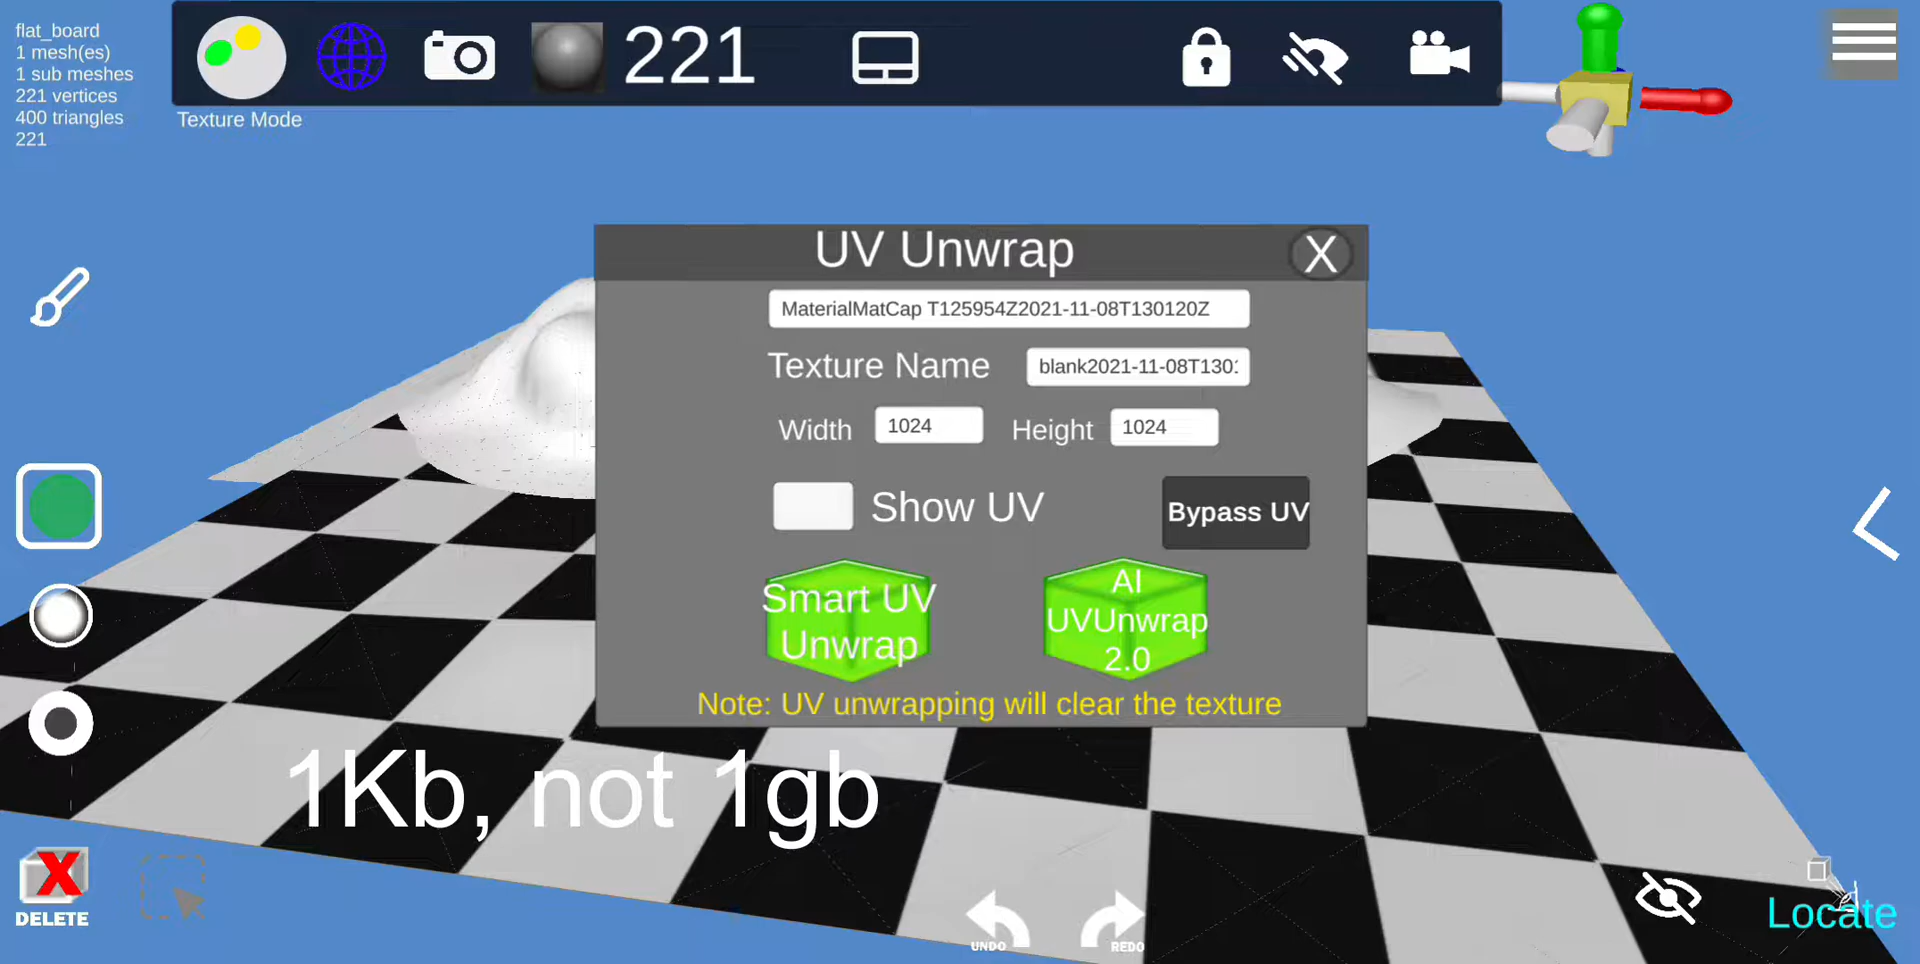 flat_board
1 mesh(es)
1 sub meshes
221 vertices
400 triangles
221
221
Texture Mode
UV Unwrap
X
MaterialMatCap T125954Z2021-11-08T130120Z
Texture Name
blank2021-11-08T130:
Width
1024
Height
1024
Show UV
Bypass UV
Smart UV
Unwrap
AI
UVUnwrap
2.0
Note: UV unwrapping will clear the texture
1Kb, not 1gb
X
DELETE
UNDO
REDO
Locate